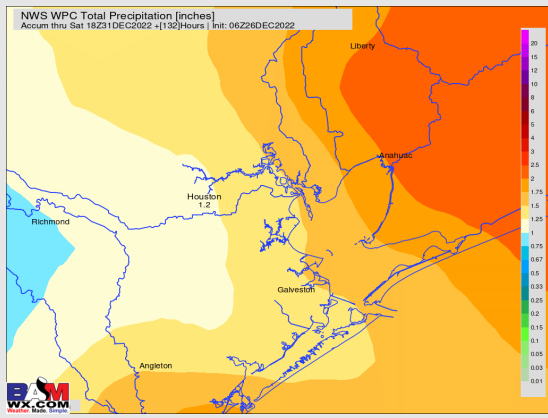 NWS WPC Total Precipitation [inches]
Accum thru Sat 18Z31DEC2022 +[132]Hours | Init: 06Z26DEC2022
Liberty
Anahuac
Houston
1.2
Richmond
Galveston
Angleton
20
15
12
10
8
6
5
4
3
2.5
2
1.75
1.5
1.25
1
0.75
0.67
0.5
0.33
0.25
0.2
0.15
0.1
0.05
0.03
0.01
BAM
WX.COM
Weather. Made. Simple.